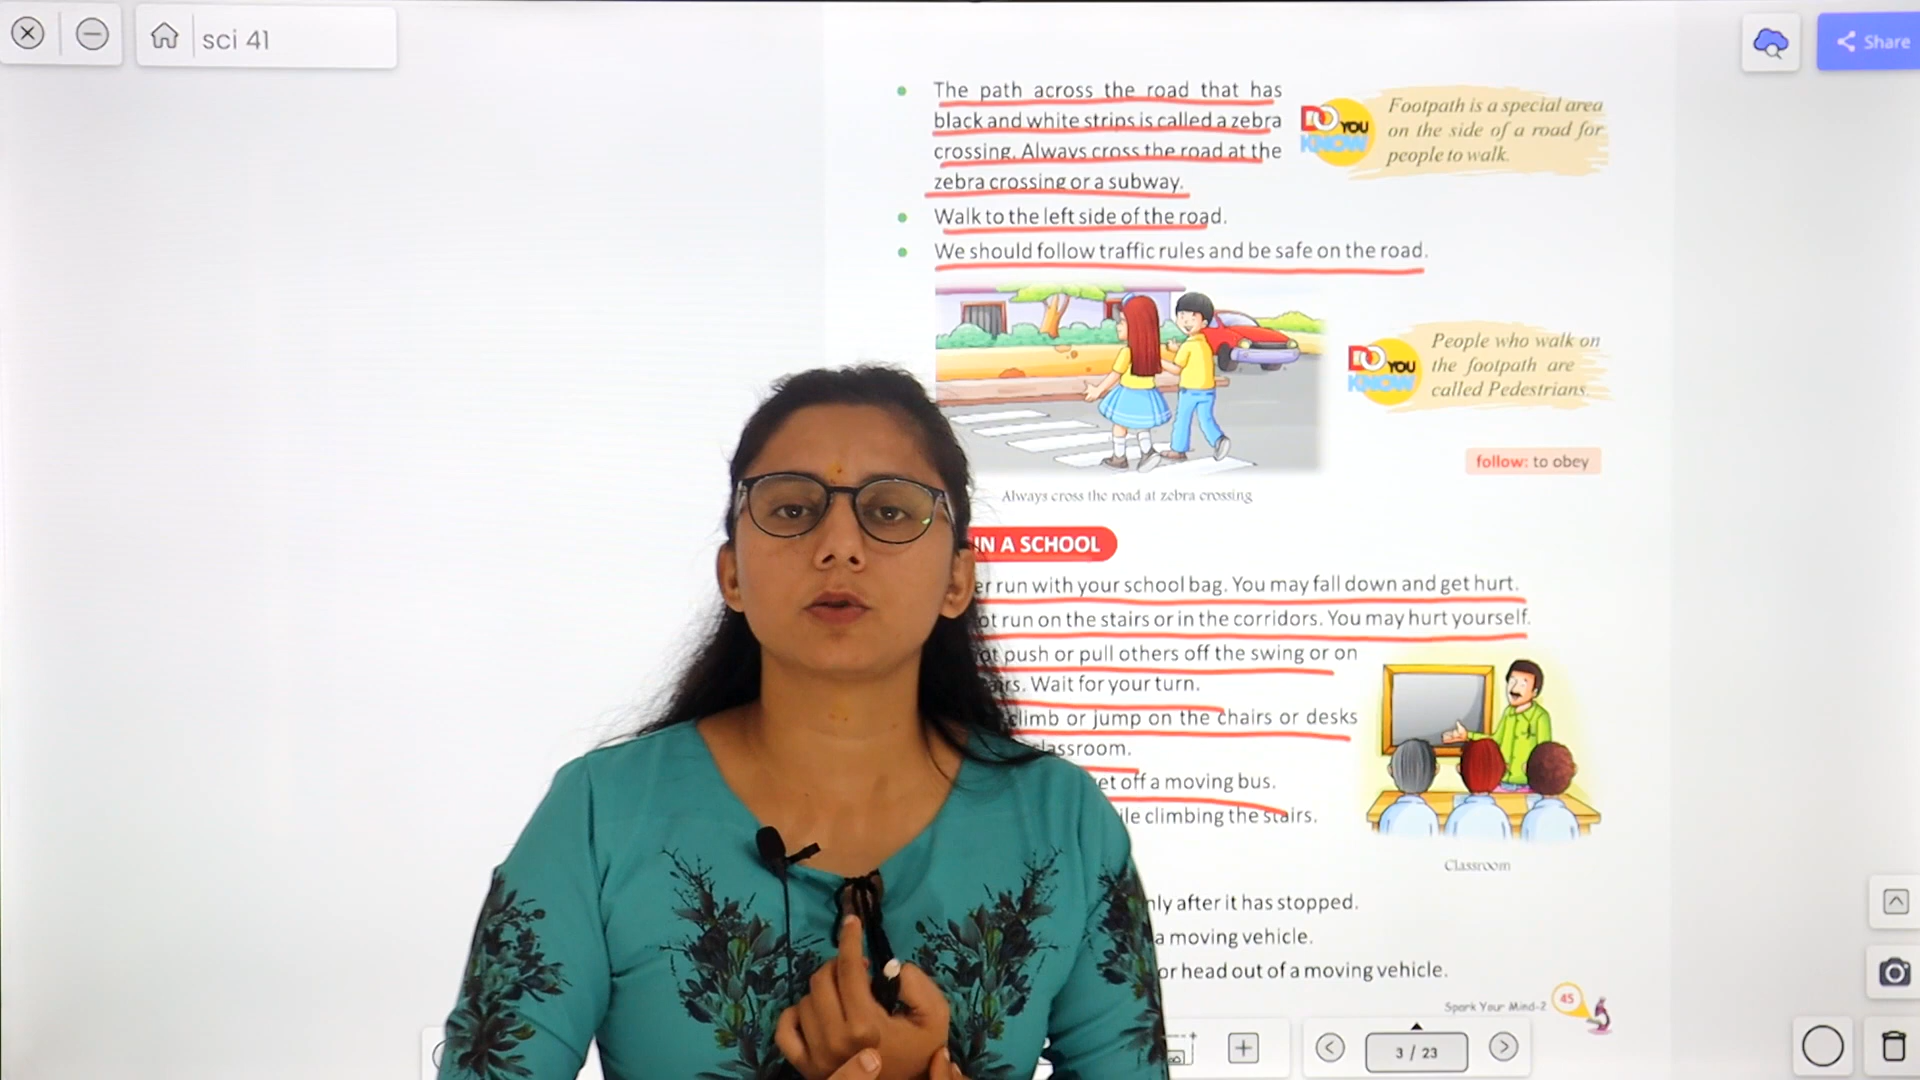 sci 41
Share
The path across the road that has
black and white strips is called a zebra
crossing. Always cross the road at the
zebra crossing or a subway.
Walk to the left side of the road.
We should follow traffic rules and be safe on the road.
DO YOU KNOW
Footpath is a special area
on the side of a road for
people to walk.
DO YOU KNOW
People who walk on
the footpath are
called Pedestrians.
follow: to obey
Always cross the road at zebra crossing
IN A SCHOOL
run with your school bag. You may fall down and get hurt.
run on the stairs or in the corridors. You may hurt yourself.
push or pull others off the swing or on
Wait for your turn.
climb or jump on the chairs or desks
classroom.
off a moving bus.
climbing the stairs.
Classroom
after it has stopped.
a moving vehicle.
or head out of a moving vehicle.
Spark Your Mind-2
45
3 / 23